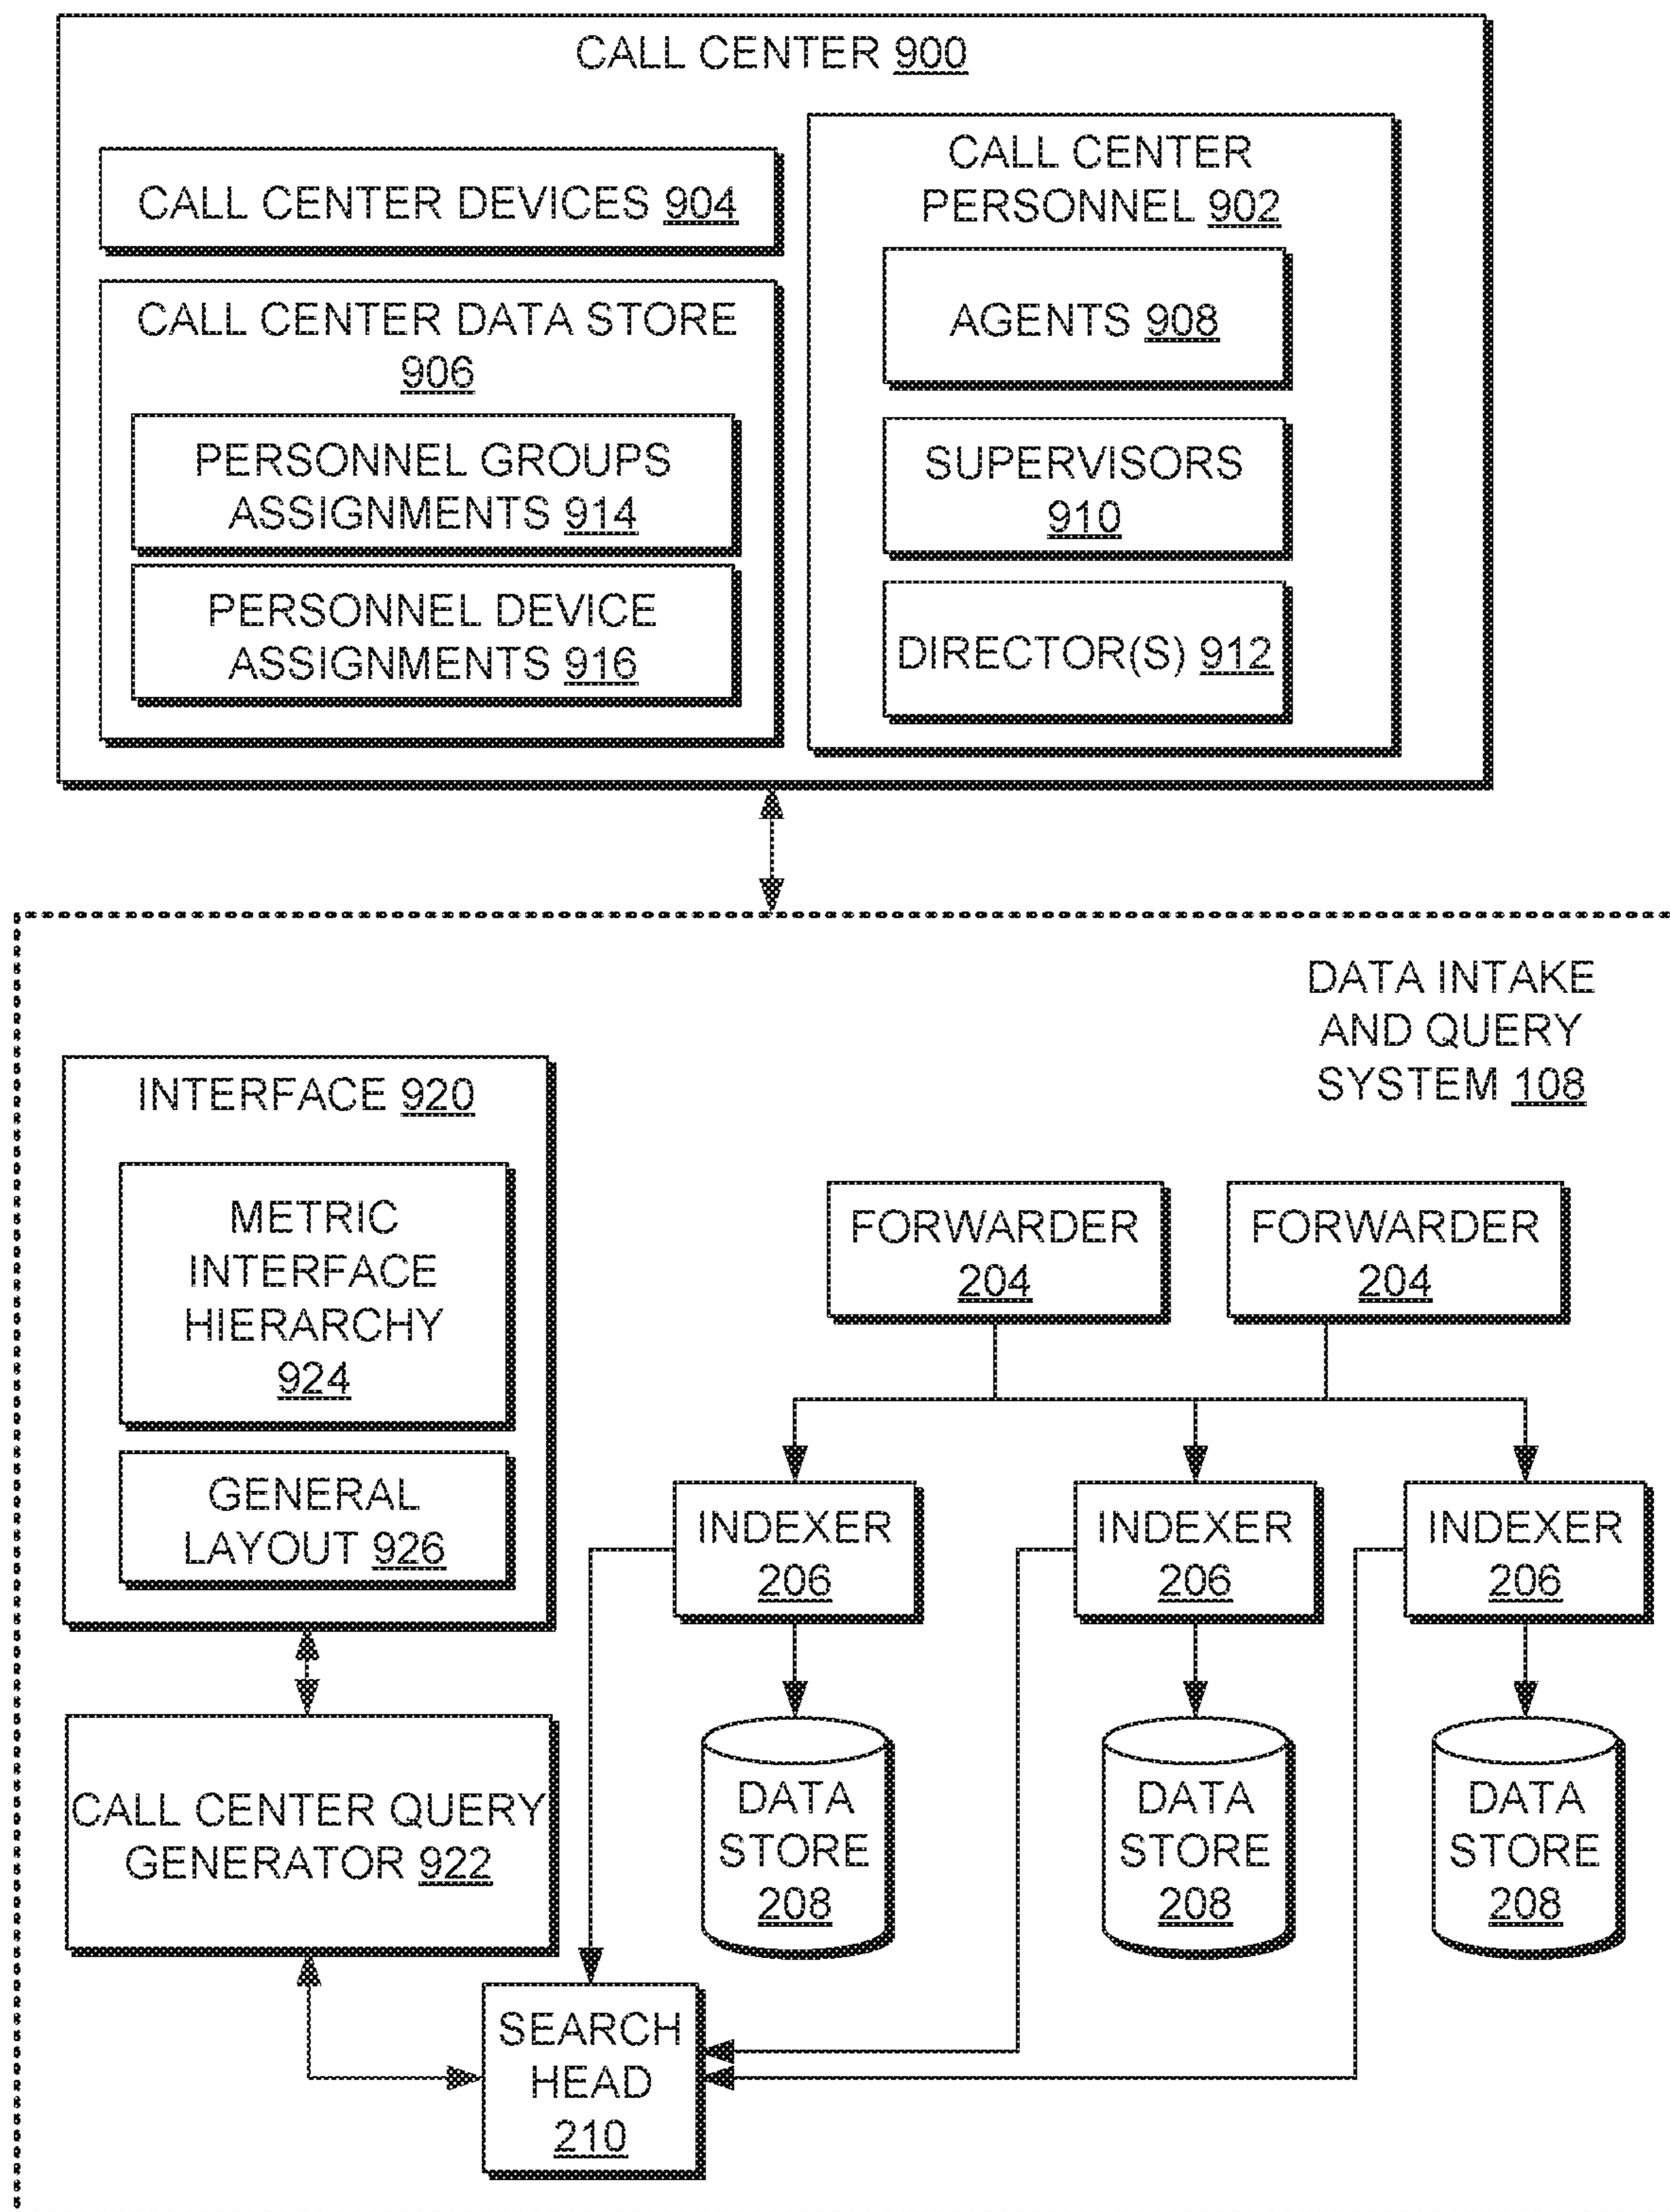 CALL CENTER 900
CALL CENTER DEVICES 904
CALL CENTER DATA STORE
906
PERSONNEL GROUPS
ASSIGNMENTS 914
PERSONNEL DEVICE
ASSIGNMENTS 916
CALL CENTER
PERSONNEL 902
AGENTS 908
SUPERVISORS
910
DIRECTOR(S) 912
DATA INTAKE
AND QUERY
SYSTEM 108
INTERFACE 920
METRIC
INTERFACE
HIERARCHY
924
GENERAL
LAYOUT 926
CALL CENTER QUERY
GENERATOR 922
FORWARDER
204
FORWARDER
204
INDEXER
206
INDEXER
206
INDEXER
206
DATA
STORE
208
DATA
STORE
208
DATA
STORE
208
SEARCH
HEAD
210